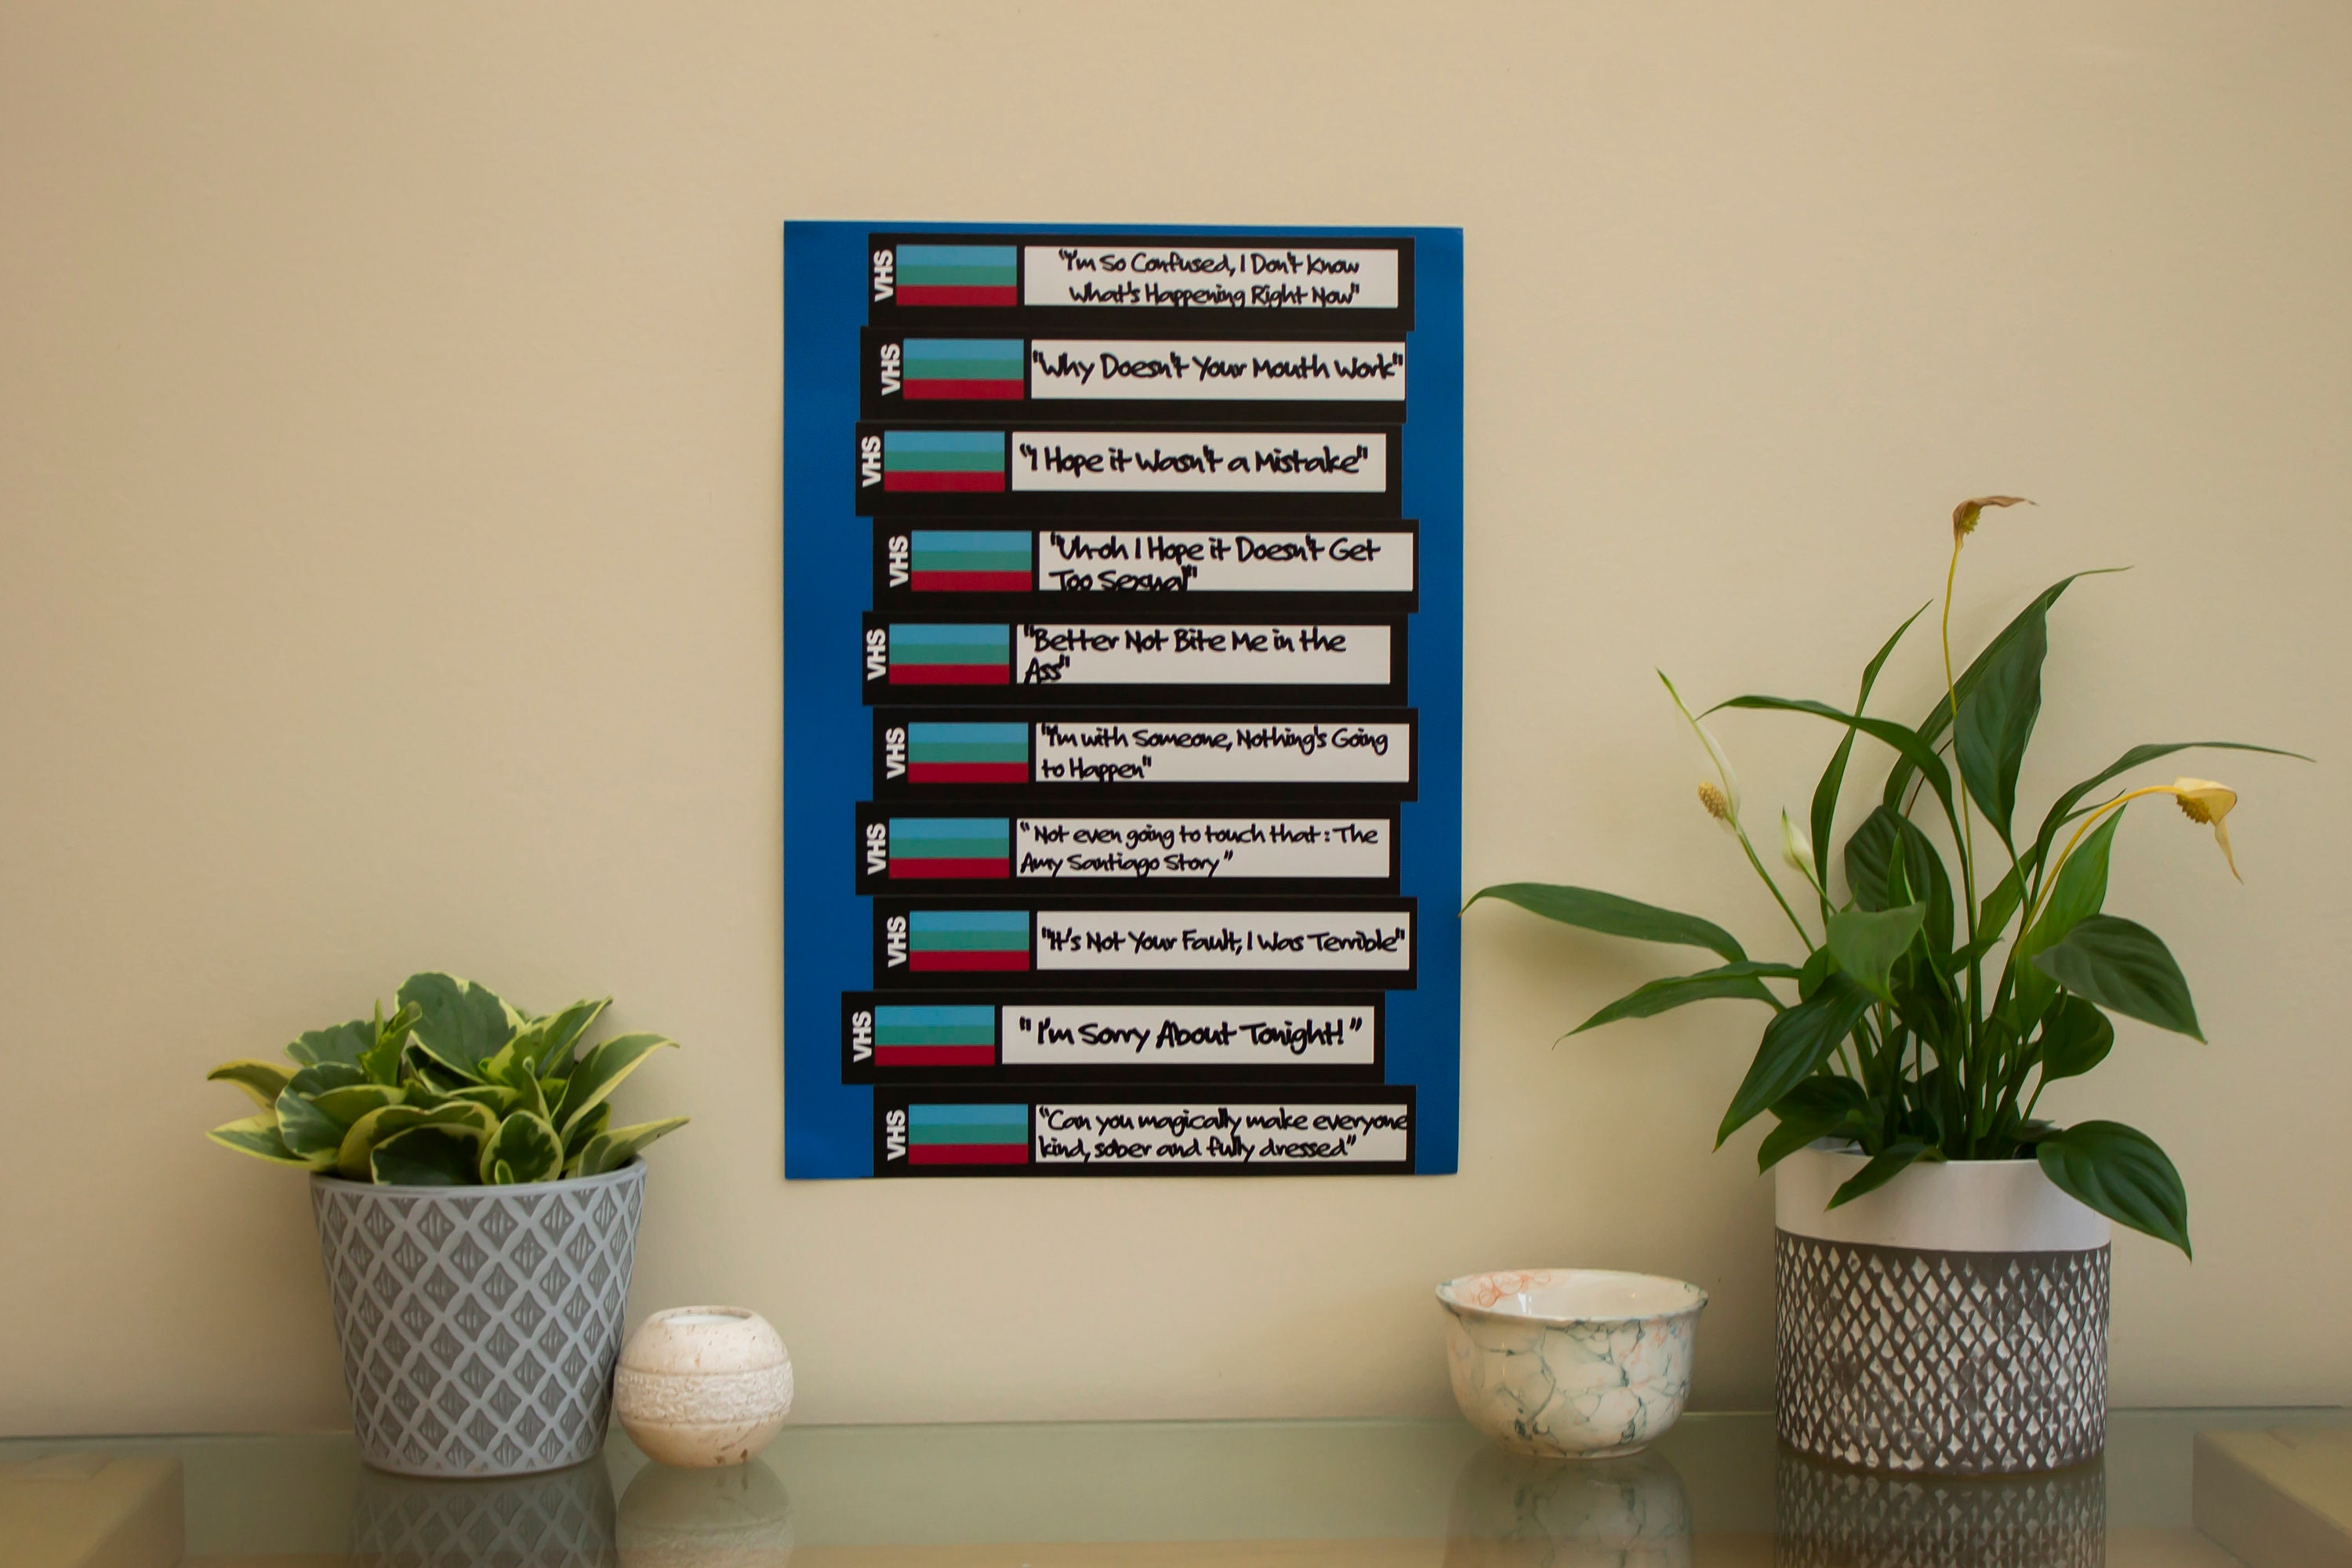 VHS
"I'm So Confused, I Don't Know
What's Happening Right Now"
VHS
"Why Doesn't Your Mouth Work"
VHS
"I Hope it Wasn't a Mistake"
VHS
"Uh-oh I Hope it Doesn't Get
Too Sexual"
VHS
"Better Not Bite Me in the
Ass"
VHS
"I'm with Someone, Nothing's Going
to Happen"
VHS
"Not even going to touch that: The
Amy Santiago Story"
VHS
"It's Not Your Fault, I Was Terrible"
VHS
"I'm Sorry About Tonight!"
VHS
"Can you magically make everyone
kind, sober and fully dressed"